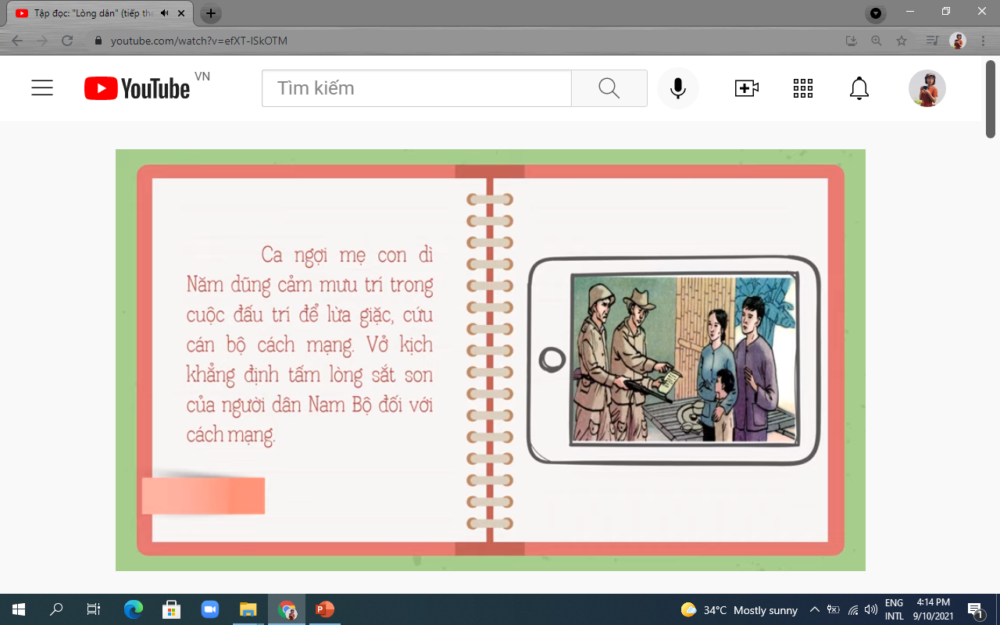 Tập đọc: "Lòng dân" (tiếp the
youtube.com/watch?v=efXT-ISkOTM
YouTube VN
Tìm kiếm
Ca ngợi mẹ con dì
Năm dũng cảm mưu trí trong
cuộc đấu trí để lừa giặc, cứu
cán bộ cách mạng. Vở kịch
khẳng định tấm lòng sắt son
của người dân Nam Bộ đối với
cách mạng.
34°C Mostly sunny
ENG
INTL
4:14 PM
9/10/2021
1